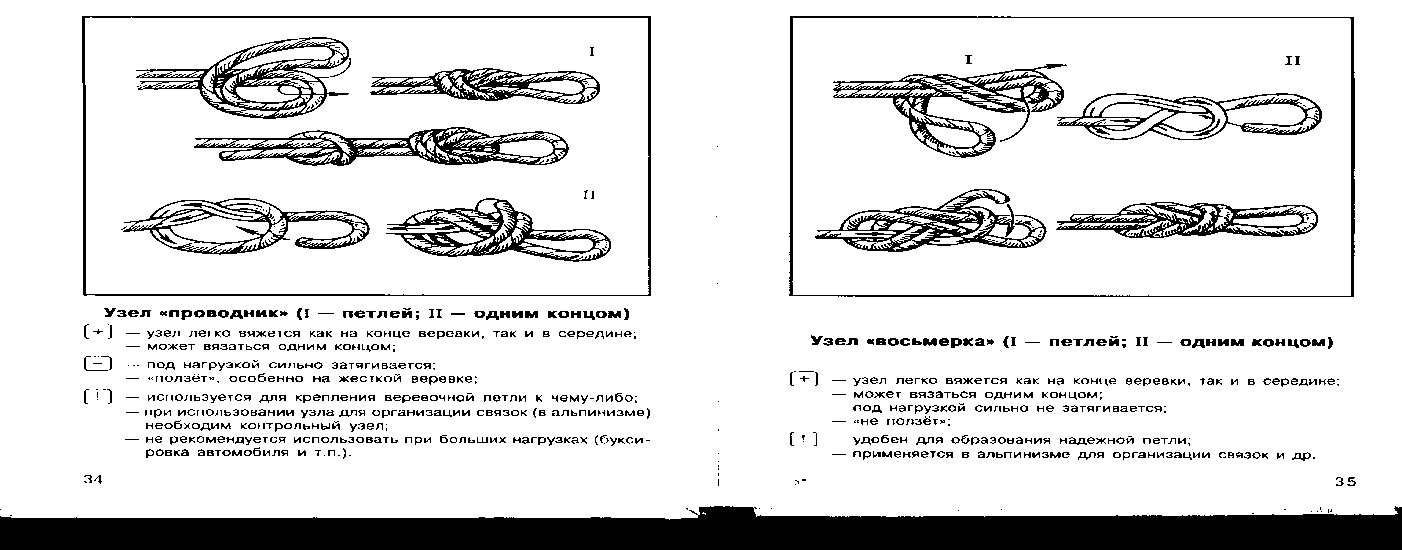 I
II
Узел «проводник» (I — петлей; II — одним концом)
[+] — узел легко вяжется как на конце веревки, так и в середине;
— может вязаться одним концом;
[−] — под нагрузкой сильно затягивается;
— «ползёт», особенно на жесткой веревке;
[!] — используется для крепления веревочной петли к чему-либо;
— при использовании узла для организации связок (в альпинизме)
необходим контрольный узел;
— не рекомендуется использовать при больших нагрузках (букси-
ровка автомобиля и т.п.).
34
I
II
Узел «восьмерка» (I — петлей; II — одним концом)
[+] — узел легко вяжется как на конце веревки, так и в середине;
— может вязаться одним концом;
под нагрузкой сильно не затягивается;
— «не ползёт»;
[!] удобен для образования надежной петли;
— применяется в альпинизме для организации связок и др.
35